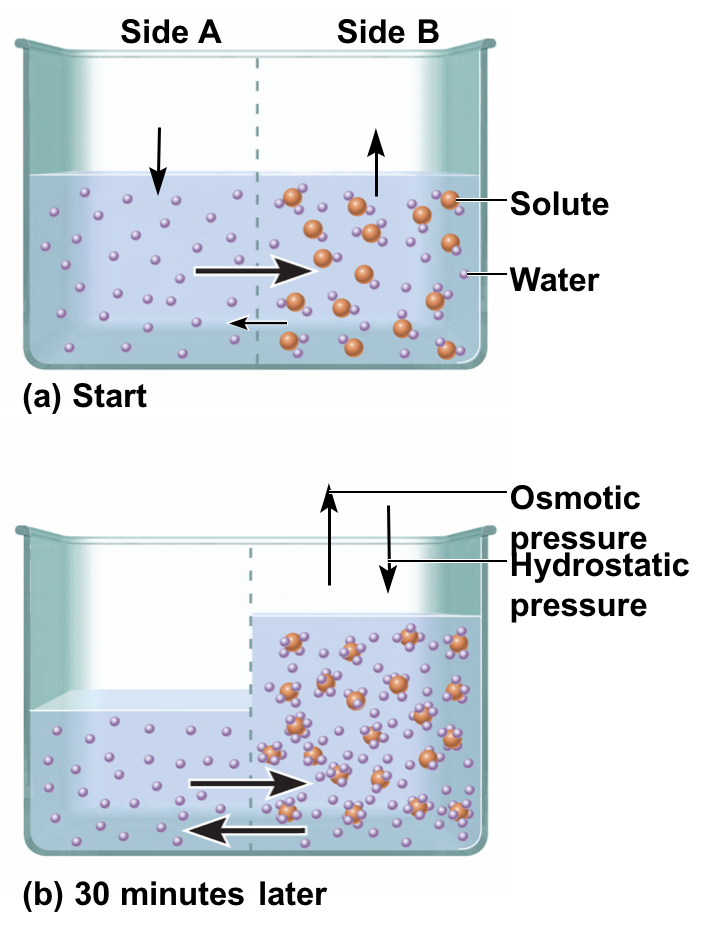 Side A Side B
Solute
Water
(a) Start
Osmotic
pressure
Hydrostatic
pressure
(b) 30 minutes later